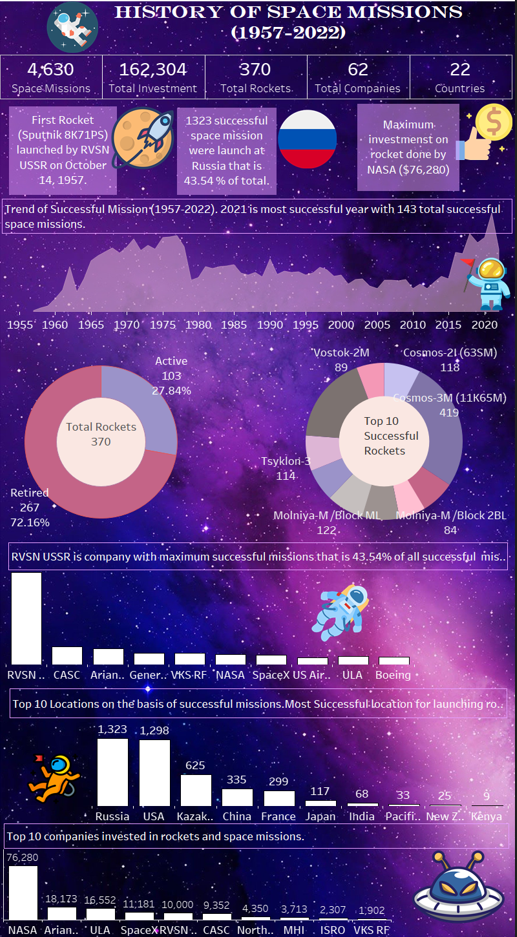 HISTORY OF SPACE MISSIONS
(1957-2022)
4,630
Space Missions
162,304
Total Investment
370
Total Rockets
62
Total Companies
22
Countries
First Rocket
(Sputnik 8K71PS)
launched by RVSN
USSR on October
14, 1957.
1323 successful
space mission
were launch at
Russia that is
43.54 % of total.
Maximum
investmenst on
rocket done by
NASA ($76,280)
Trend of Successful Mission (1957-2022). 2021 is most successful year with 143 total successful
space missions.
1955 1960 1965 1970 1975 1980 1985 1990 1995 2000 2005 2010 2015 2020
Active
103
27.84%
Total Rockets
370
Retired
267
72.16%
Vostok-2M
89
Cosmos-2I (63SM)
118
Cosmos-3M (11K65M)
419
Top 10
Successful
Rockets
Tsyklon-3
114
Molniya-M /Block ML
122
Molniya-M /Block 2BL
84
RVSN USSR is company with maximum successful missions that is 43.54% of all successful mis..
RVSN .. CASC Arian.. Gener.. VKS RF NASA SpaceX US Air.. ULA Boeing
Top 10 Locations on the basis of successful missions.Most Successful location for launching ro..
1,323 1,298 625 335 299 117 68 33 25 9
Russia USA Kazak.. China France Japan India Pacifi.. New Z.. Kenya
Top 10 companies invested in rockets and space missions.
76,280 18,173 16,552 11,181 10,000 9,352 4,350 3,713 2,307 1,902
NASA Arian.. ULA SpaceX RVSN .. CASC North.. MHI ISRO VKS RF